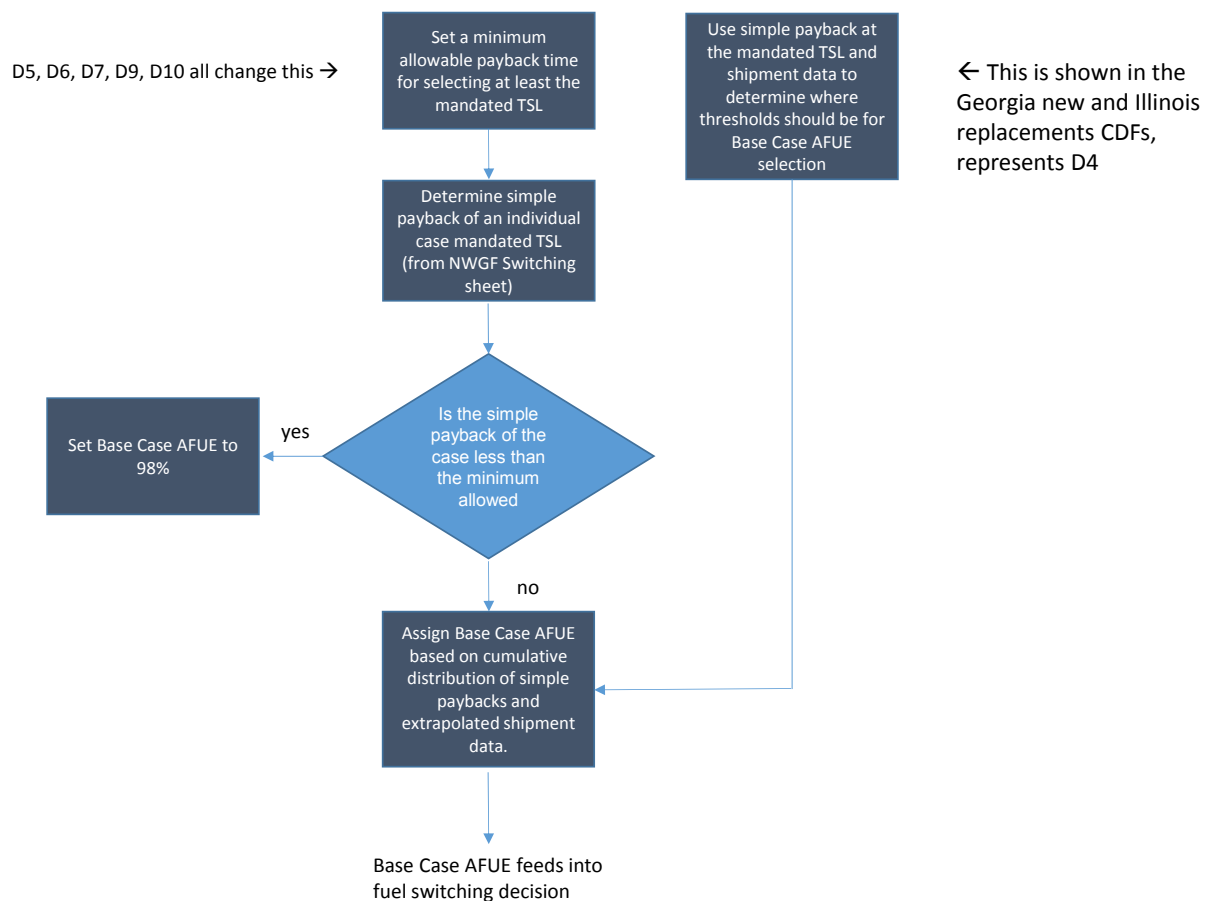 D5, D6, D7, D9, D10 all change this →
Set a minimum
allowable payback time
for selecting at least the
mandated TSL
Use simple payback at
the mandated TSL and
shipment data to
determine where
thresholds should be for
Base Case AFUE
selection
← This is shown in the
Georgia new and Illinois
replacements CDFs,
represents D4
Determine simple
payback of an individual
case mandated TSL
(from NWGF Switching
sheet)
Is the simple
payback of the
case less than
the minimum
allowed
yes
Set Base Case AFUE to
98%
no
Assign Base Case AFUE
based on cumulative
distribution of simple
paybacks and
extrapolated shipment
data.
Base Case AFUE feeds into
fuel switching decision